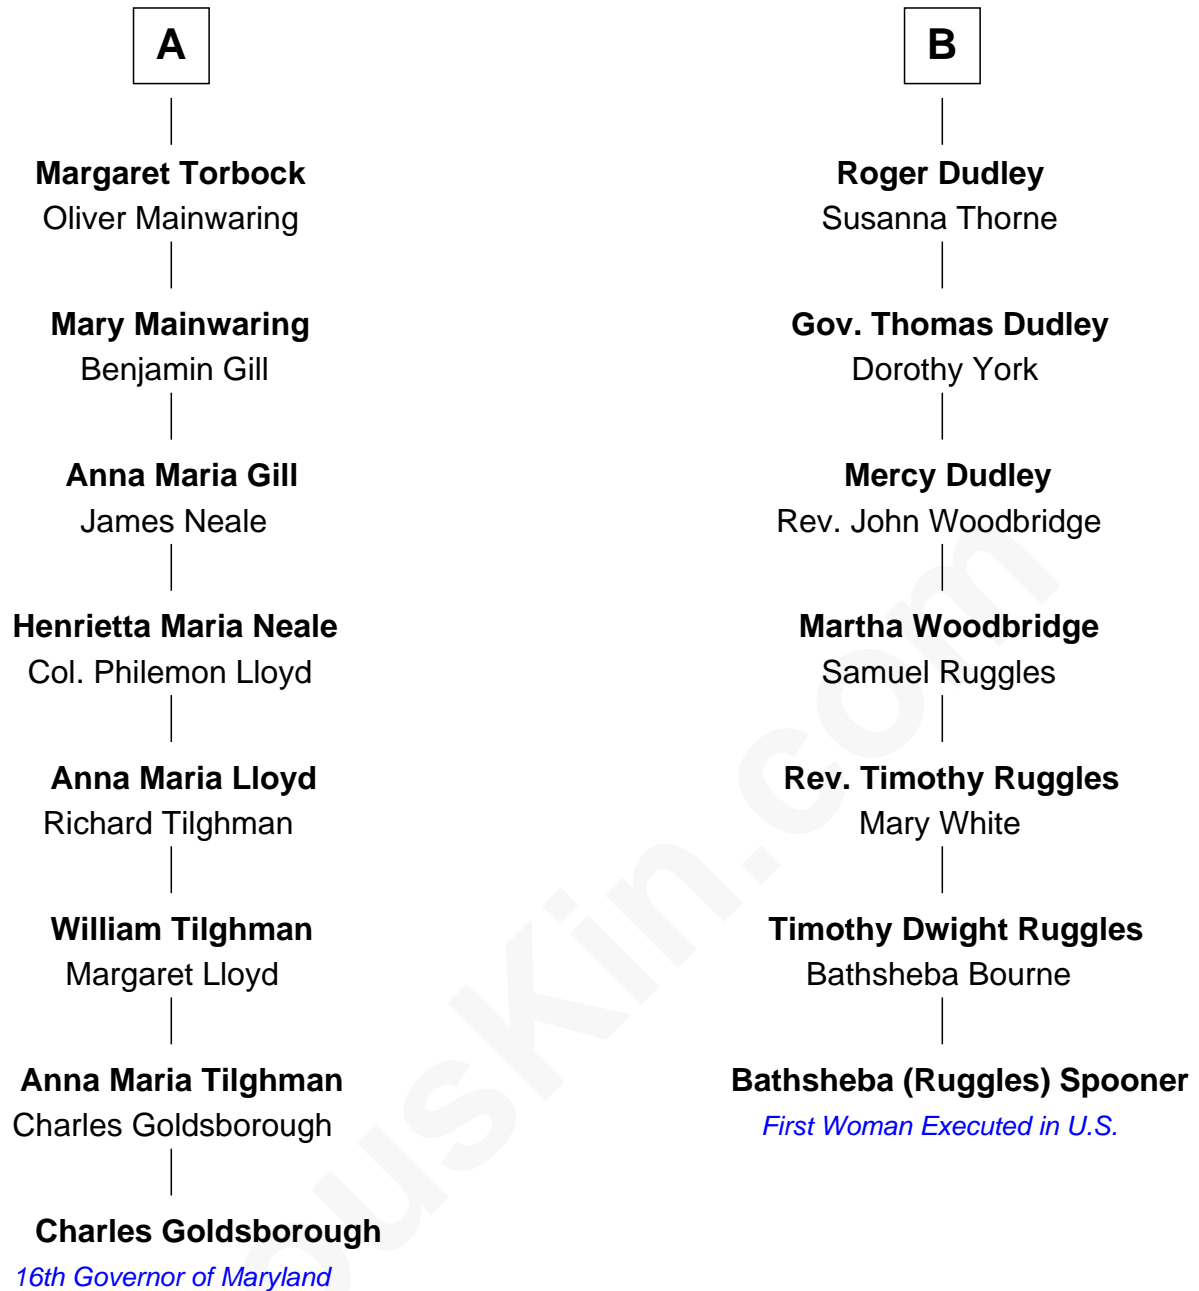 A
Margaret Torbock
Oliver Mainwaring
Mary Mainwaring
Benjamin Gill
Anna Maria Gill
James Neale
Henrietta Maria Neale
Col. Philemon Lloyd
Anna Maria Lloyd
Richard Tilghman
William Tilghman
Margaret Lloyd
Anna Maria Tilghman
Charles Goldsborough
Charles Goldsborough
16th Governor of Maryland
B
Roger Dudley
Susanna Thorne
Gov. Thomas Dudley
Dorothy York
Mercy Dudley
Rev. John Woodbridge
Martha Woodbridge
Samuel Ruggles
Rev. Timothy Ruggles
Mary White
Timothy Dwight Ruggles
Bathsheba Bourne
Bathsheba (Ruggles) Spooner
First Woman Executed in U.S.
ousKin.com